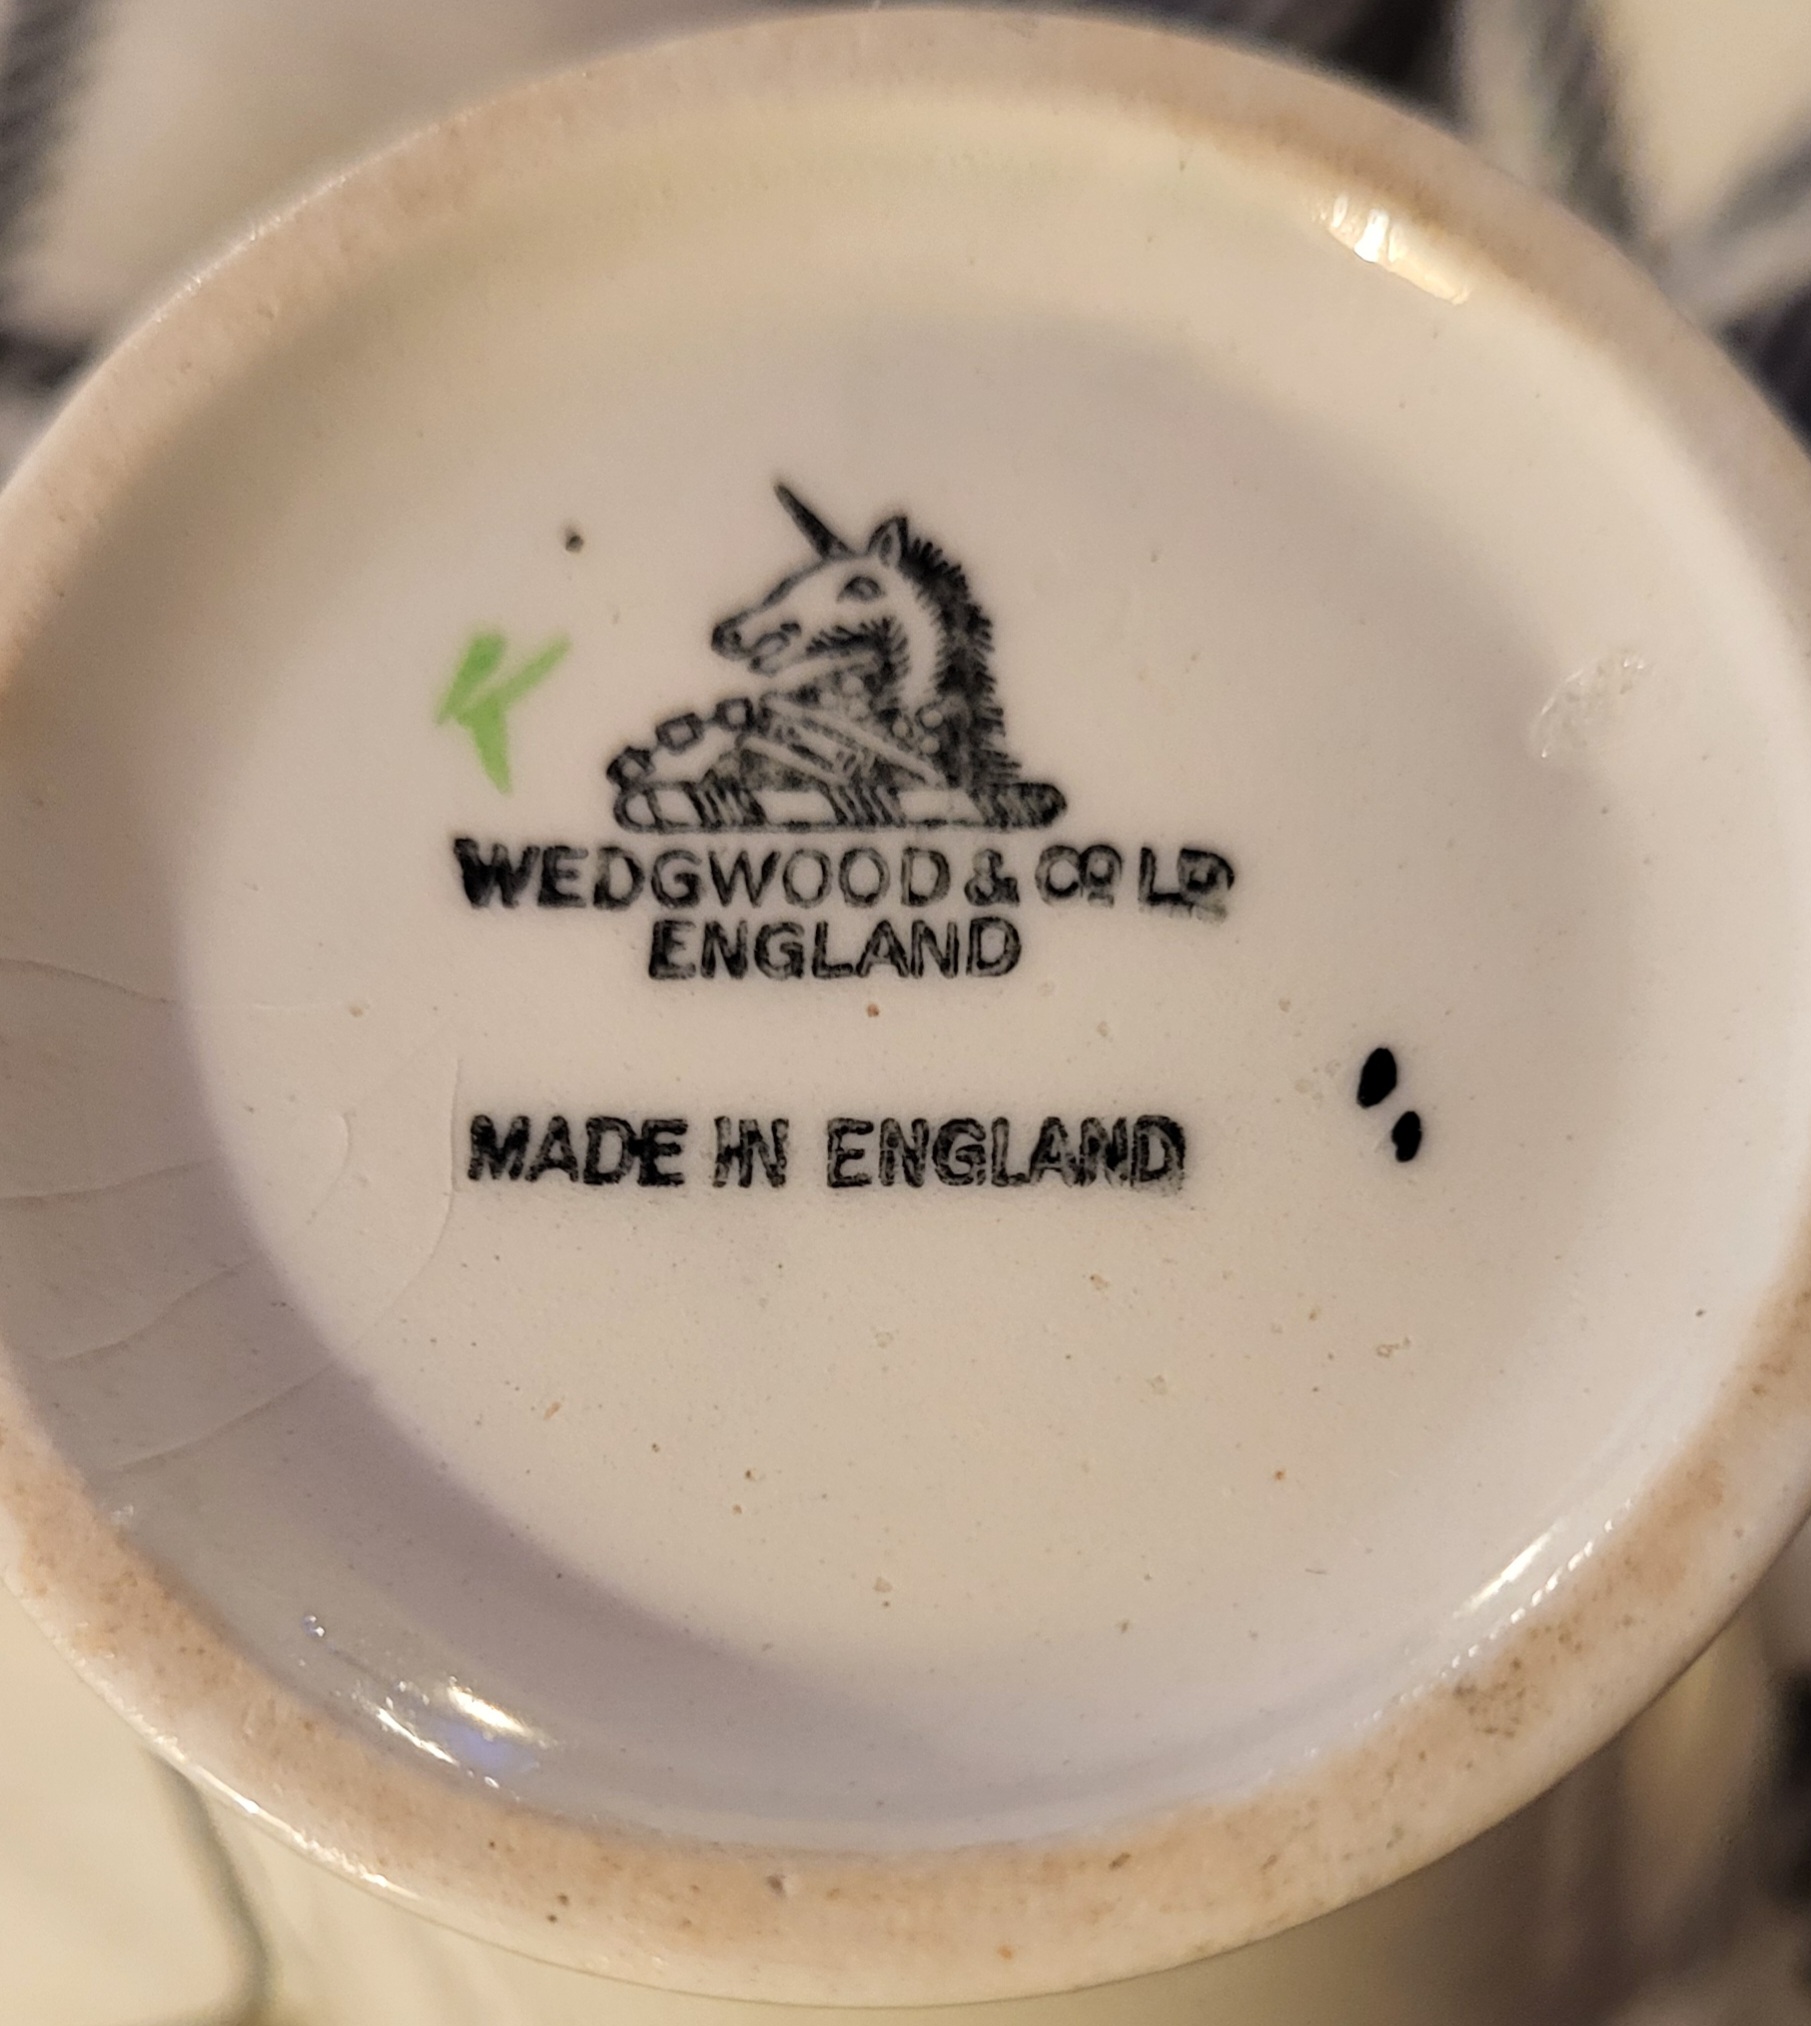 K
WEDGWOOD & Cº Lᴰ
ENGLAND
MADE IN ENGLAND